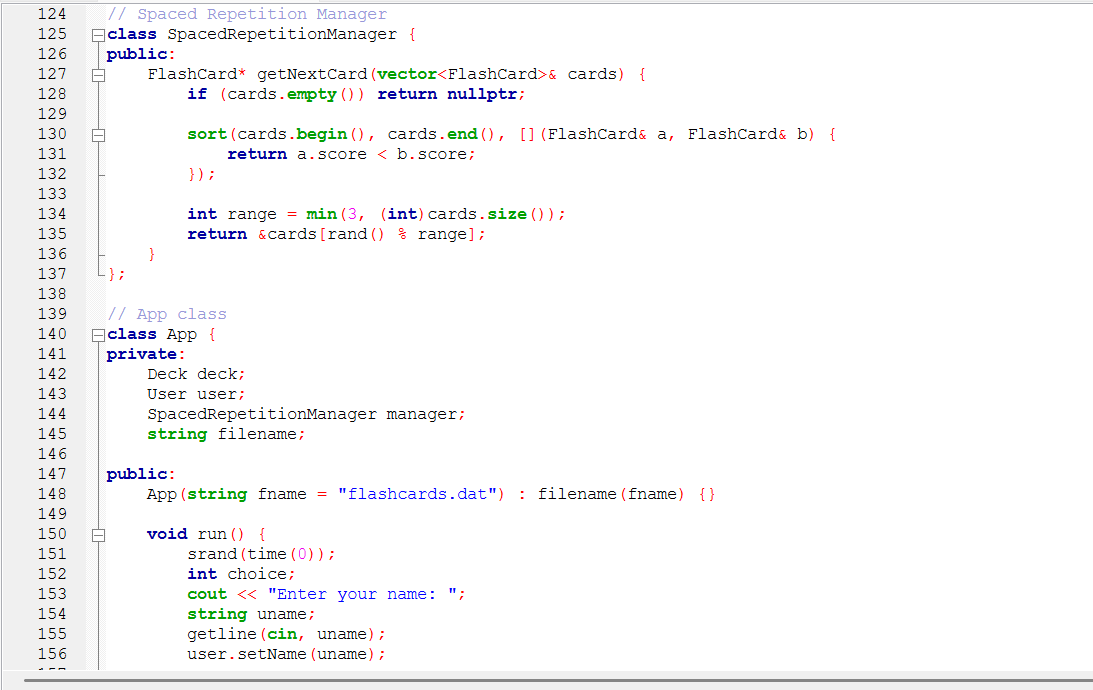 124 // Spaced Repetition Manager
125 class SpacedRepetitionManager {
126 public:
127     FlashCard* getNextCard(vector<FlashCard>& cards) {
128         if (cards.empty()) return nullptr;
129
130         sort(cards.begin(), cards.end(), [](FlashCard& a, FlashCard& b) {
131             return a.score < b.score;
132         });
133
134         int range = min(3, (int)cards.size());
135         return &cards[rand() % range];
136     }
137 };
138
139 // App class
140 class App {
141 private:
142     Deck deck;
143     User user;
144     SpacedRepetitionManager manager;
145     string filename;
146
147 public:
148     App(string fname = "flashcards.dat") : filename(fname) {}
149
150     void run() {
151         srand(time(0));
152         int choice;
153         cout << "Enter your name: ";
154         string uname;
155         getline(cin, uname);
156         user.setName(uname);